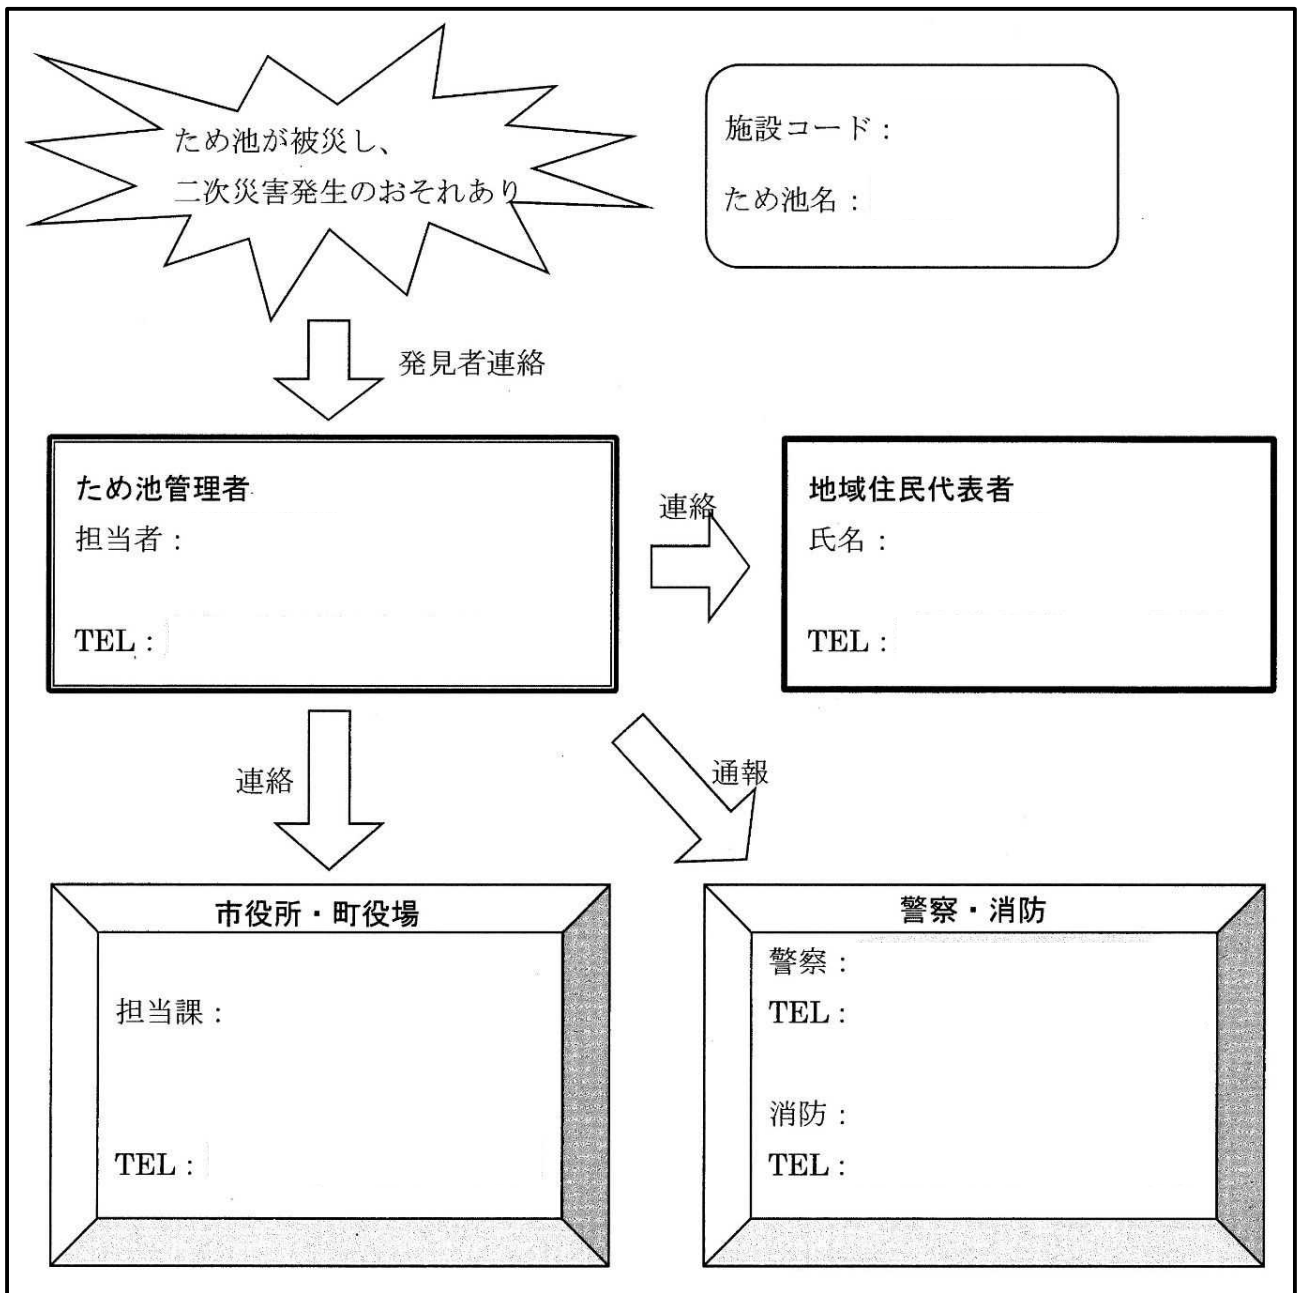 ため池が被災し、
二次災害発生のおそれあり
施設コード：
ため池名：
発見者連絡
ため池管理者
担当者：
TEL：
連絡
地域住民代表者
氏名：
TEL：
連絡
通報
市役所・町役場
担当課：
TEL：
警察・消防
警察：
TEL：
消防：
TEL：